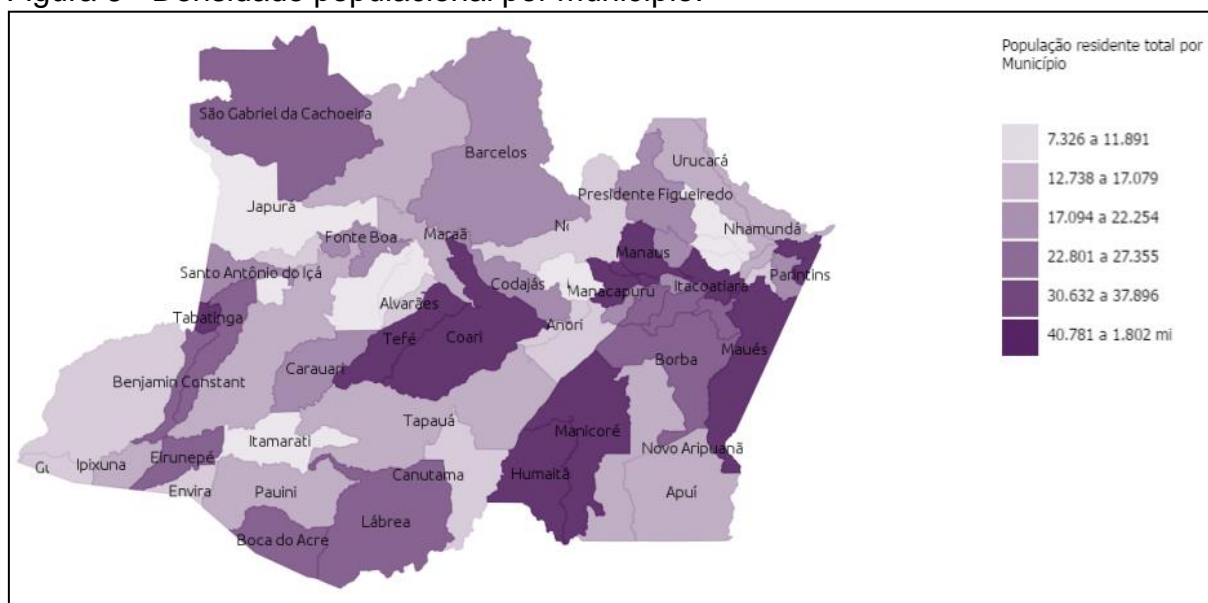 Figura 3 - Densidade populacional por município.
População residente total por
Município
7.326 a 11.891
12.738 a 17.079
17.094 a 22.254
22.801 a 27.355
30.632 a 37.896
40.781 a 1.802 mi
São Gabriel da Cachoeira
Barcelos
Urucará
Presidente Figueiredo
Japurá
Fonte Boa
Maraã
Nhamundá
Manaus
Santo Antônio do Içá
Alvarães
Codajás
Manacapuru
Itacoatiara
Parintins
Tabatinga
Tefé
Coari
Anori
Maués
Borba
Carauari
Benjamin Constant
Tapauá
Itamarati
Manicoré
Novo Aripuanã
Ipixuna
Eirunepé
Envira
Pauini
Canutama
Humaitá
Apuí
Lábrea
Boca do Acre